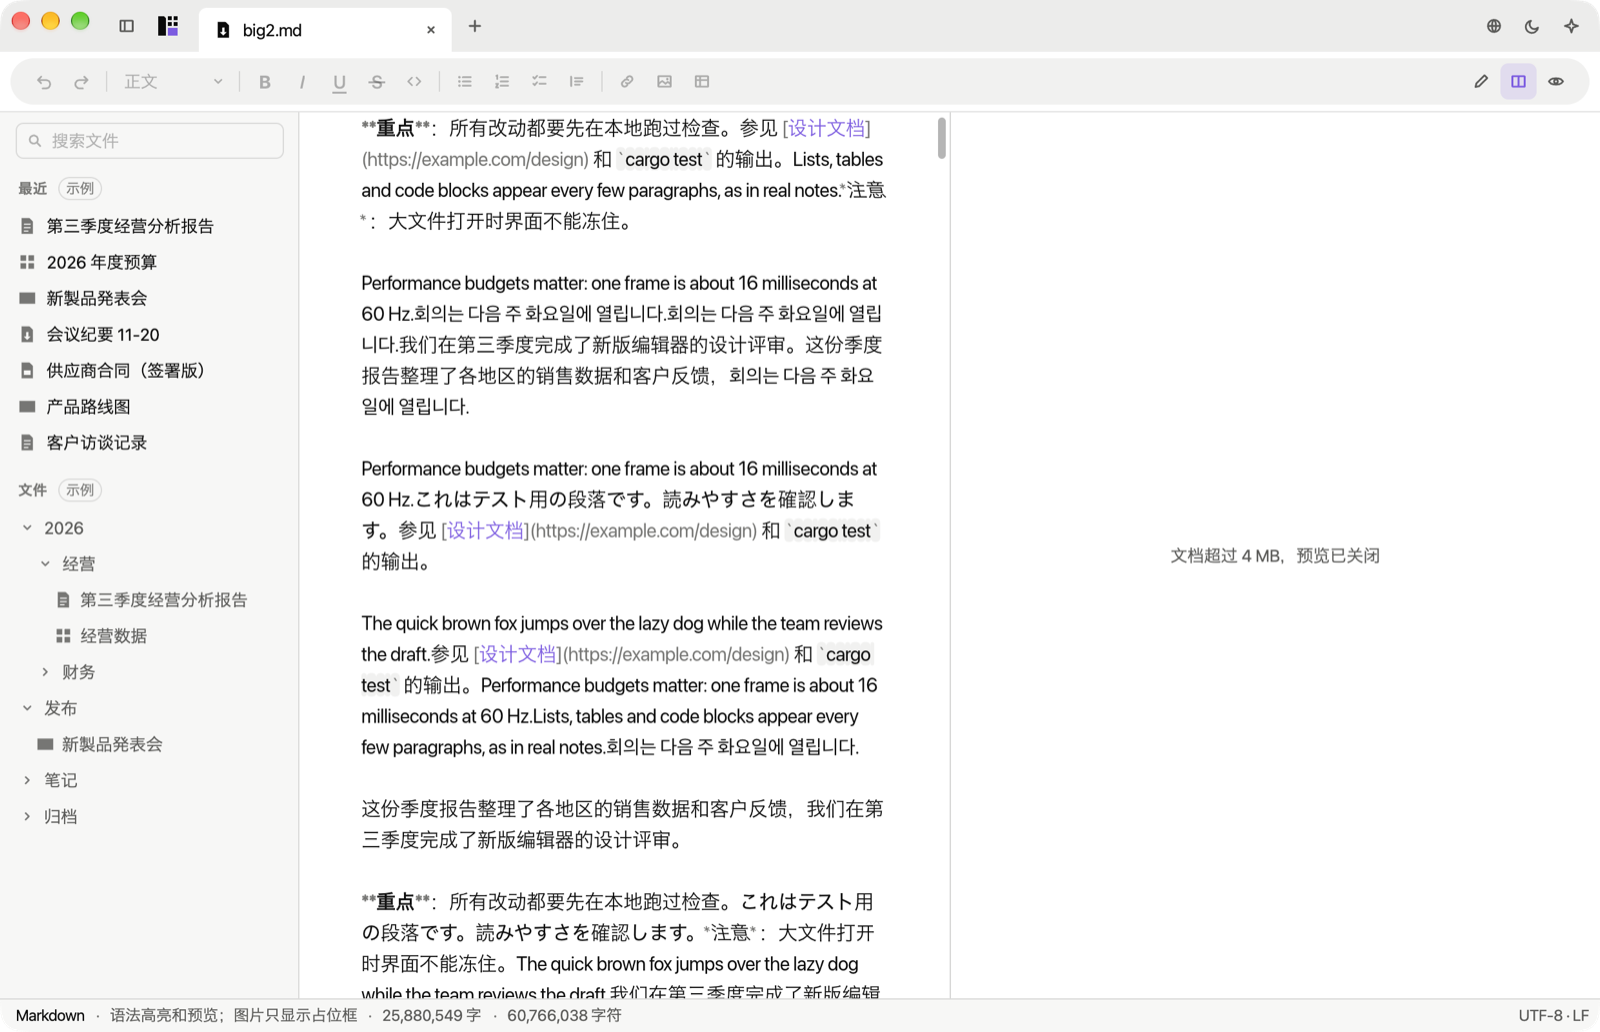 big2.md
正文
B I U S
搜索文件
最近 示例
第三季度经营分析报告
2026 年度预算
新製品発表会
会议纪要 11-20
供应商合同（签署版）
产品路线图
客户访谈记录
文件 示例
2026
经营
第三季度经营分析报告
经营数据
财务
发布
新製品発表会
笔记
归档
**重点**：所有改动都要先在本地跑过检查。参见 [设计文档]
(https://example.com/design) 和 `cargo test` 的输出。Lists, tables
and code blocks appear every few paragraphs, as in real notes.*注意
*：大文件打开时界面不能冻住。
Performance budgets matter: one frame is about 16 milliseconds at
60 Hz.회의는 다음 주 화요일에 열립니다.회의는 다음 주 화요일에 열립
니다.我们在第三季度完成了新版编辑器的设计评审。这份季度
报告整理了各地区的销售数据和客户反馈，회의는 다음 주 화요
일에 열립니다.
Performance budgets matter: one frame is about 16 milliseconds at
60 Hz.これはテスト用の段落です。読みやすさを確認しま
す。参见 [设计文档](https://example.com/design) 和 `cargo test`
的输出。
The quick brown fox jumps over the lazy dog while the team reviews
the draft.参见 [设计文档](https://example.com/design) 和 `cargo
test` 的输出。Performance budgets matter: one frame is about 16
milliseconds at 60 Hz.Lists, tables and code blocks appear every
few paragraphs, as in real notes.회의는 다음 주 화요일에 열립니다.
这份季度报告整理了各地区的销售数据和客户反馈，我们在第
三季度完成了新版编辑器的设计评审。
**重点**：所有改动都要先在本地跑过检查。これはテスト用
の段落です。読みやすさを確認します。*注意*：大文件打开
时界面不能冻住。The quick brown fox jumps over the lazy dog
while the team reviews the draft.我们在第三季度完成了新版编辑
文档超过 4 MB，预览已关闭
Markdown · 语法高亮和预览；图片只显示占位框 · 25,880,549 字 · 60,766,038 字符
UTF-8 · LF